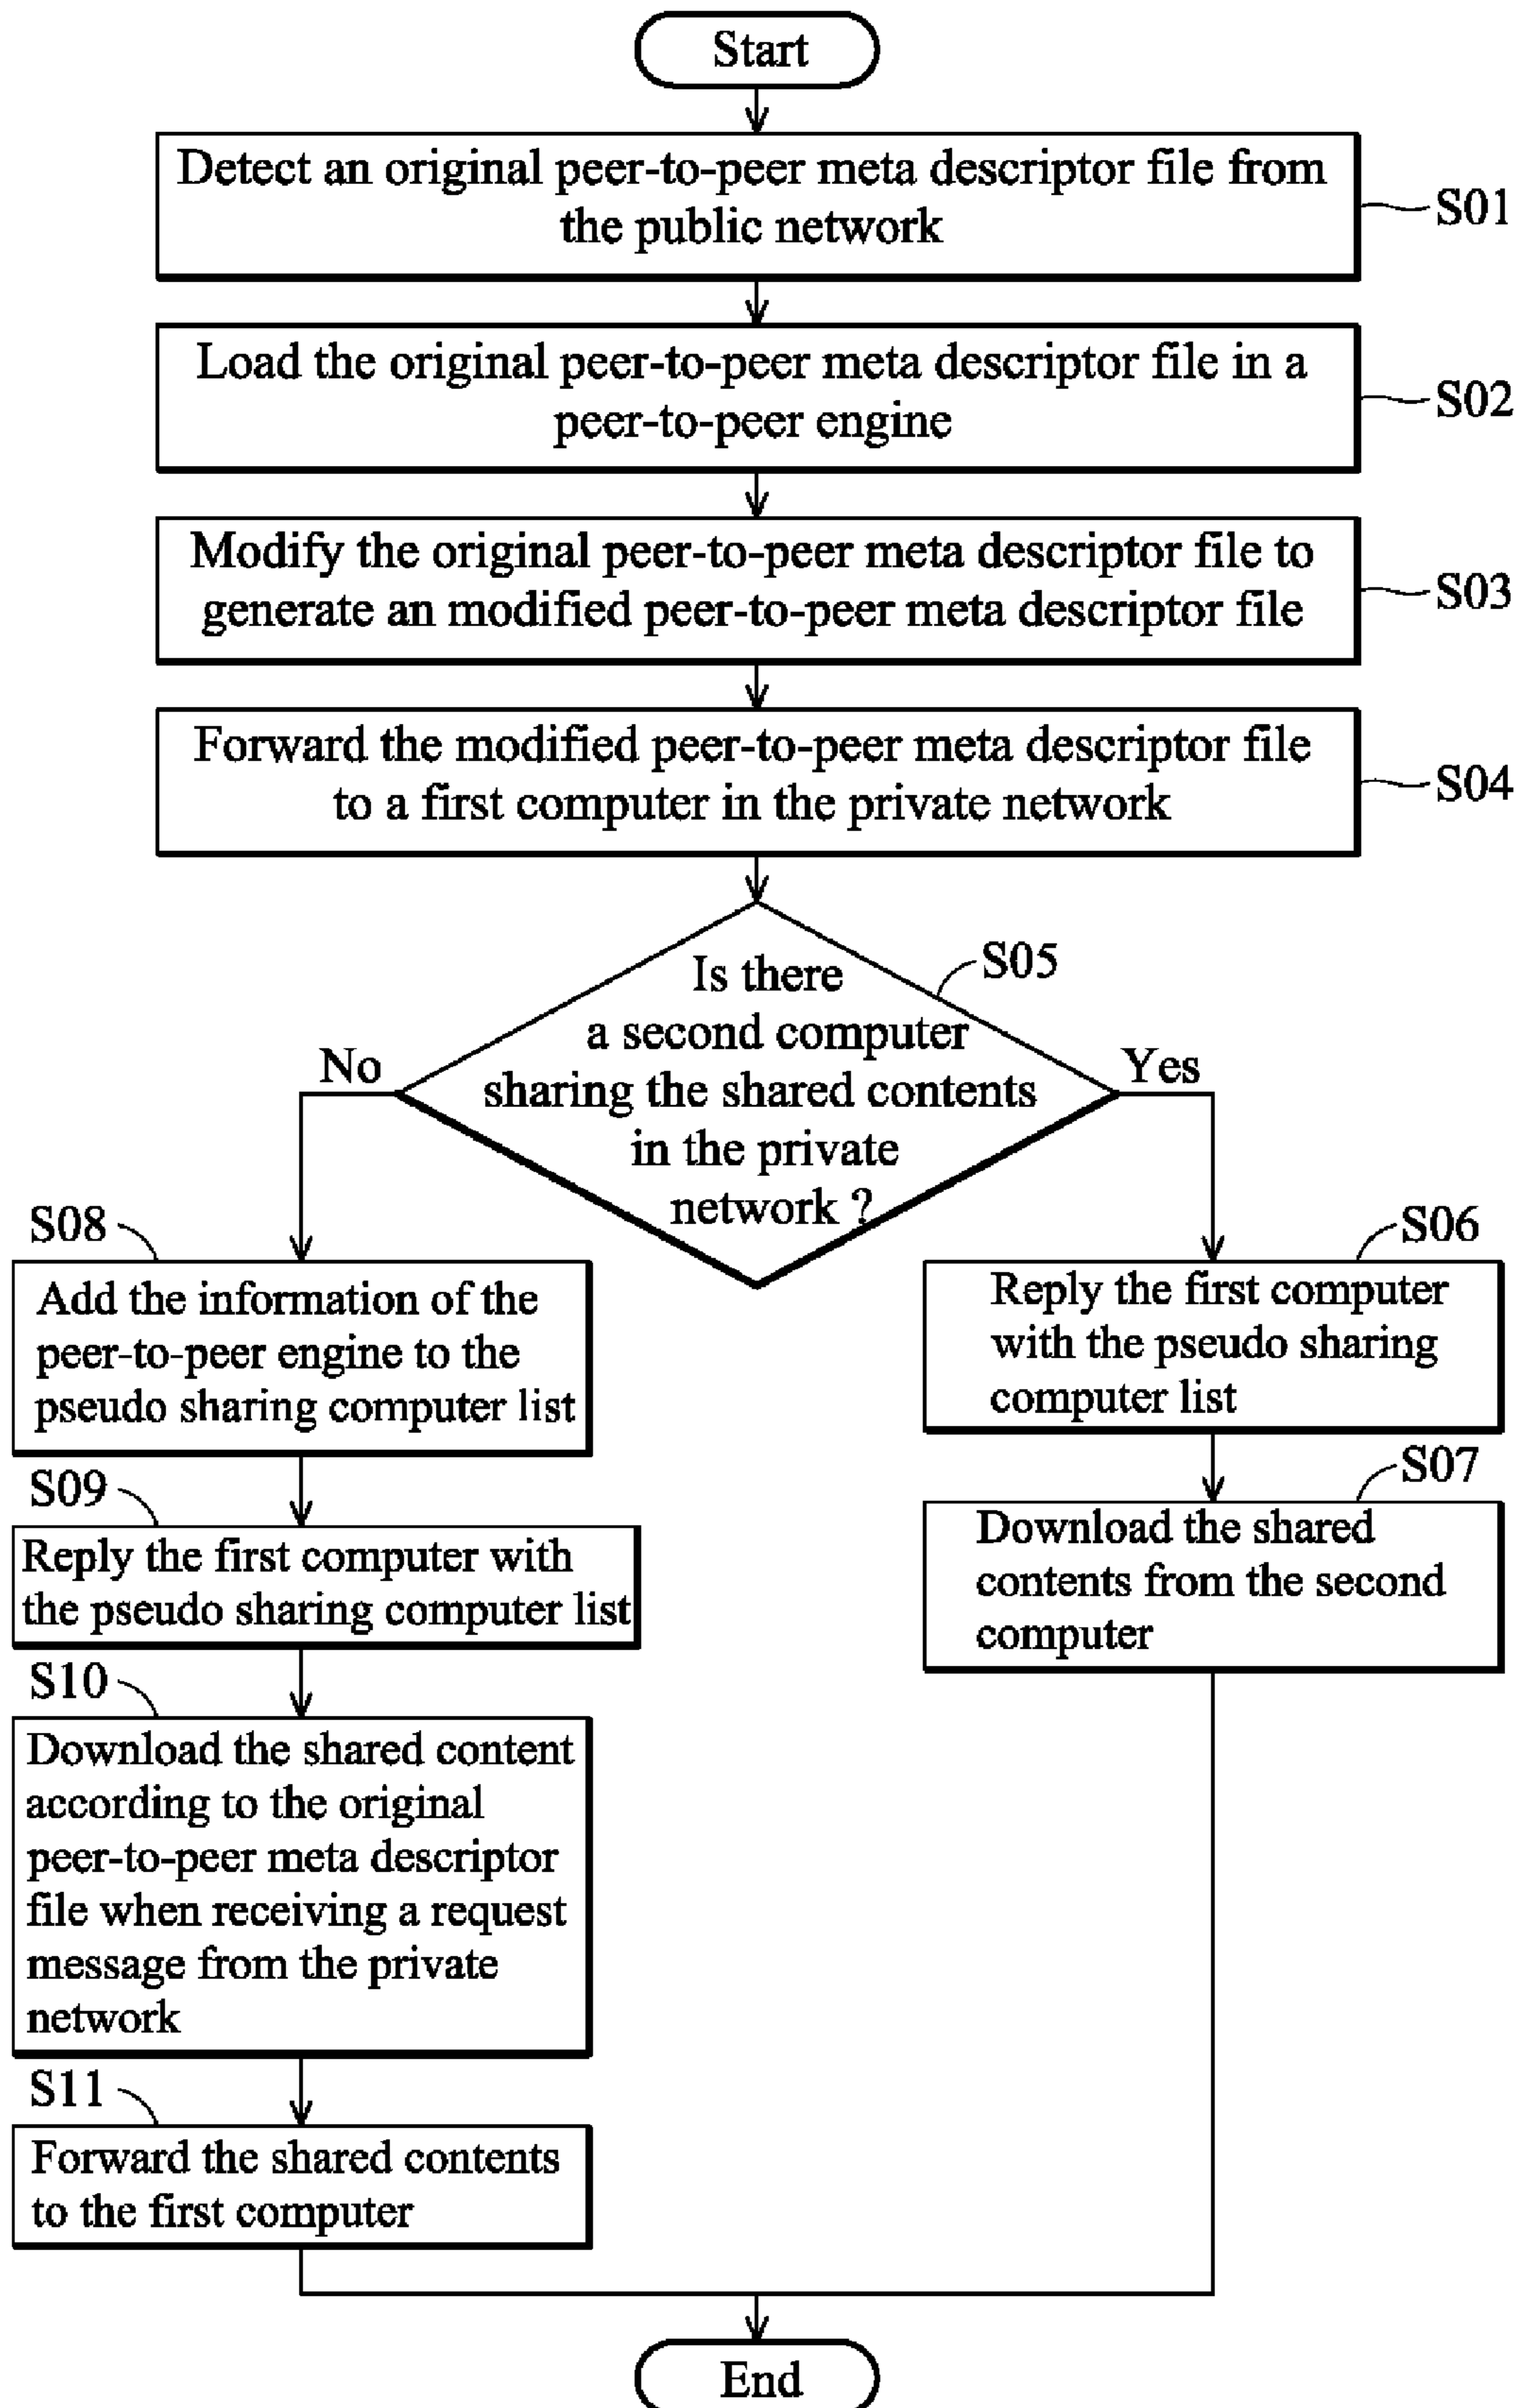 Start
Detect an original peer-to-peer meta descriptor file from
the public network
S01
Load the original peer-to-peer meta descriptor file in a
peer-to-peer engine
S02
Modify the original peer-to-peer meta descriptor file to
generate an modified peer-to-peer meta descriptor file
S03
Forward the modified peer-to-peer meta descriptor file
to a first computer in the private network
S04
Is there
a second computer
sharing the shared contents
in the private
network ?
S05
No
Yes
S08
Add the information of the
peer-to-peer engine to the
pseudo sharing computer list
S09
Reply the first computer with
the pseudo sharing computer list
S10
Download the shared content
according to the original
peer-to-peer meta descriptor
file when receiving a request
message from the private
network
S11
Forward the shared contents
to the first computer
S06
Reply the first computer
with the pseudo sharing
computer list
S07
Download the shared
contents from the second
computer
End